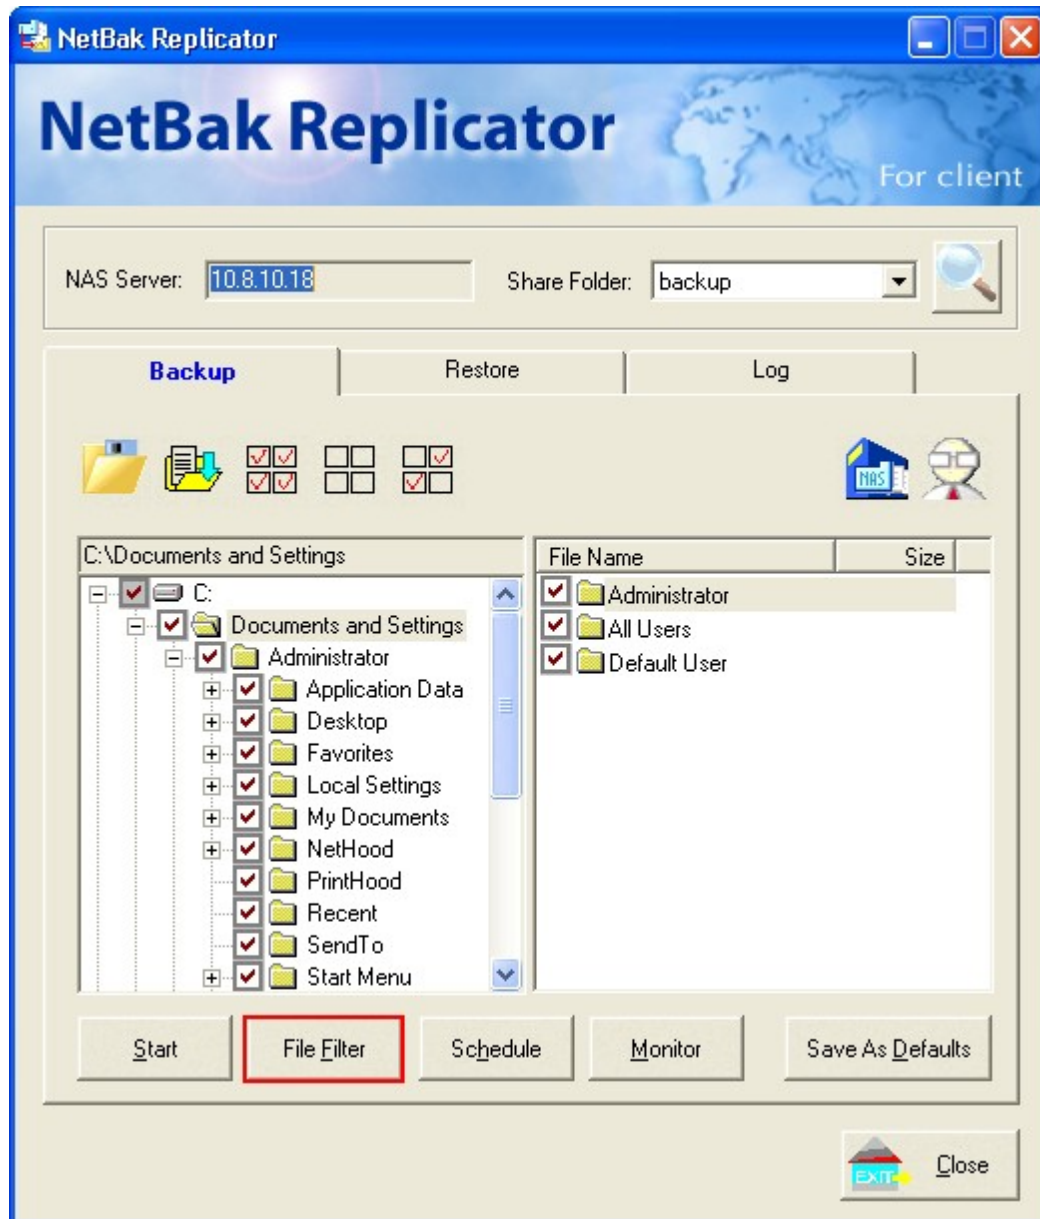 NetBak Replicator
NetBak Replicator
For client
NAS Server: 10.8.10.18 Share Folder: backup
Backup Restore Log
NAS
C:\Documents and Settings
C:
Documents and Settings
Administrator
Application Data
Desktop
Favorites
Local Settings
My Documents
NetHood
PrintHood
Recent
SendTo
Start Menu
File Name Size
Administrator
All Users
Default User
Start File Filter Schedule Monitor Save As Defaults
EXIT Close